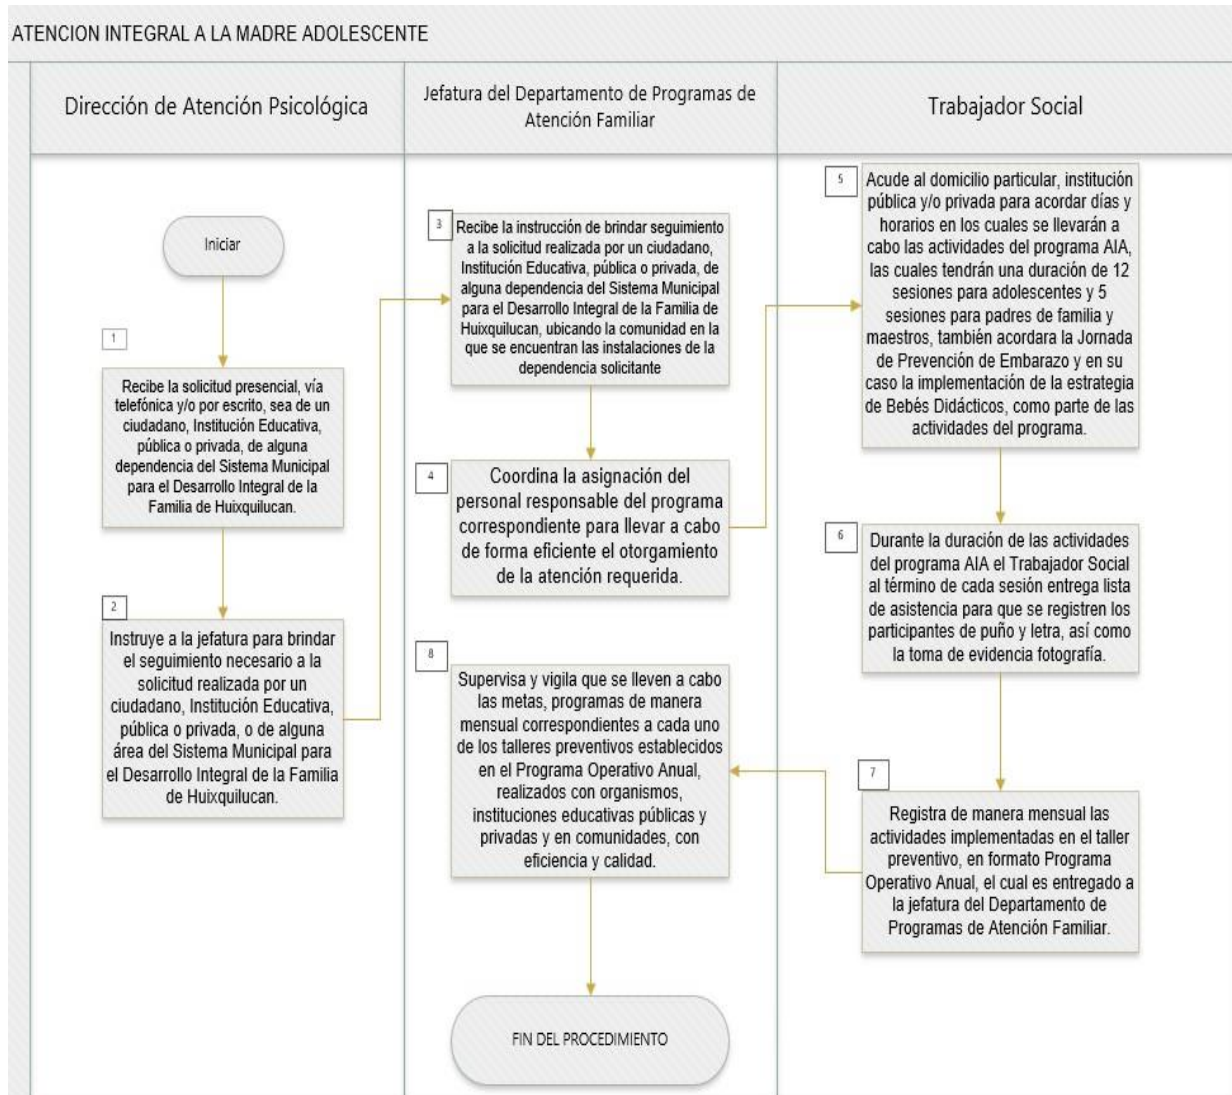 ATENCION INTEGRAL A LA MADRE ADOLESCENTE
Dirección de Atención Psicológica
Jefatura del Departamento de Programas de
Atención Familiar
Trabajador Social
Iniciar
1
Recibe la solicitud presencial, vía
telefónica y/o por escrito, sea de un
ciudadano, Institución Educativa,
pública o privada, de alguna
dependencia del Sistema Municipal
para el Desarrollo Integral de la
Familia de Huixquilucan.
2
Instruye a la jefatura para brindar
el seguimiento necesario a la
solicitud realizada por un
ciudadano, Institución Educativa,
pública o privada, o de alguna
área del Sistema Municipal para
el Desarrollo Integral de la Familia
de Huixquilucan.
3
Recibe la instrucción de brindar seguimiento
a la solicitud realizada por un ciudadano,
Institución Educativa, pública o privada, de
alguna dependencia del Sistema Municipal
para el Desarrollo Integral de la Familia de
Huixquilucan, ubicando la comunidad en la
que se encuentran las instalaciones de la
dependencia solicitante
4
Coordina la asignación del
personal responsable del programa
correspondiente para llevar a cabo
de forma eficiente el otorgamiento
de la atención requerida.
5
Acude al domicilio particular, institución
pública y/o privada para acordar días y
horarios en los cuales se llevarán a
cabo las actividades del programa AIA,
las cuales tendrán una duración de 12
sesiones para adolescentes y 5
sesiones para padres de familia y
maestros, también acordara la Jornada
de Prevención de Embarazo y en su
caso la implementación de la estrategia
de Bebés Didácticos, como parte de las
actividades del programa.
6
Durante la duración de las actividades
del programa AIA el Trabajador Social
al término de cada sesión entrega lista
de asistencia para que se registren los
participantes de puño y letra, así como
la toma de evidencia fotografía.
7
Registra de manera mensual las
actividades implementadas en el taller
preventivo, en formato Programa
Operativo Anual, el cual es entregado a
la jefatura del Departamento de
Programas de Atención Familiar.
8
Supervisa y vigila que se lleven a cabo
las metas, programas de manera
mensual correspondientes a cada uno
de los talleres preventivos establecidos
en el Programa Operativo Anual,
realizados con organismos,
instituciones educativas públicas y
privadas y en comunidades, con
eficiencia y calidad.
FIN DEL PROCEDIMIENTO